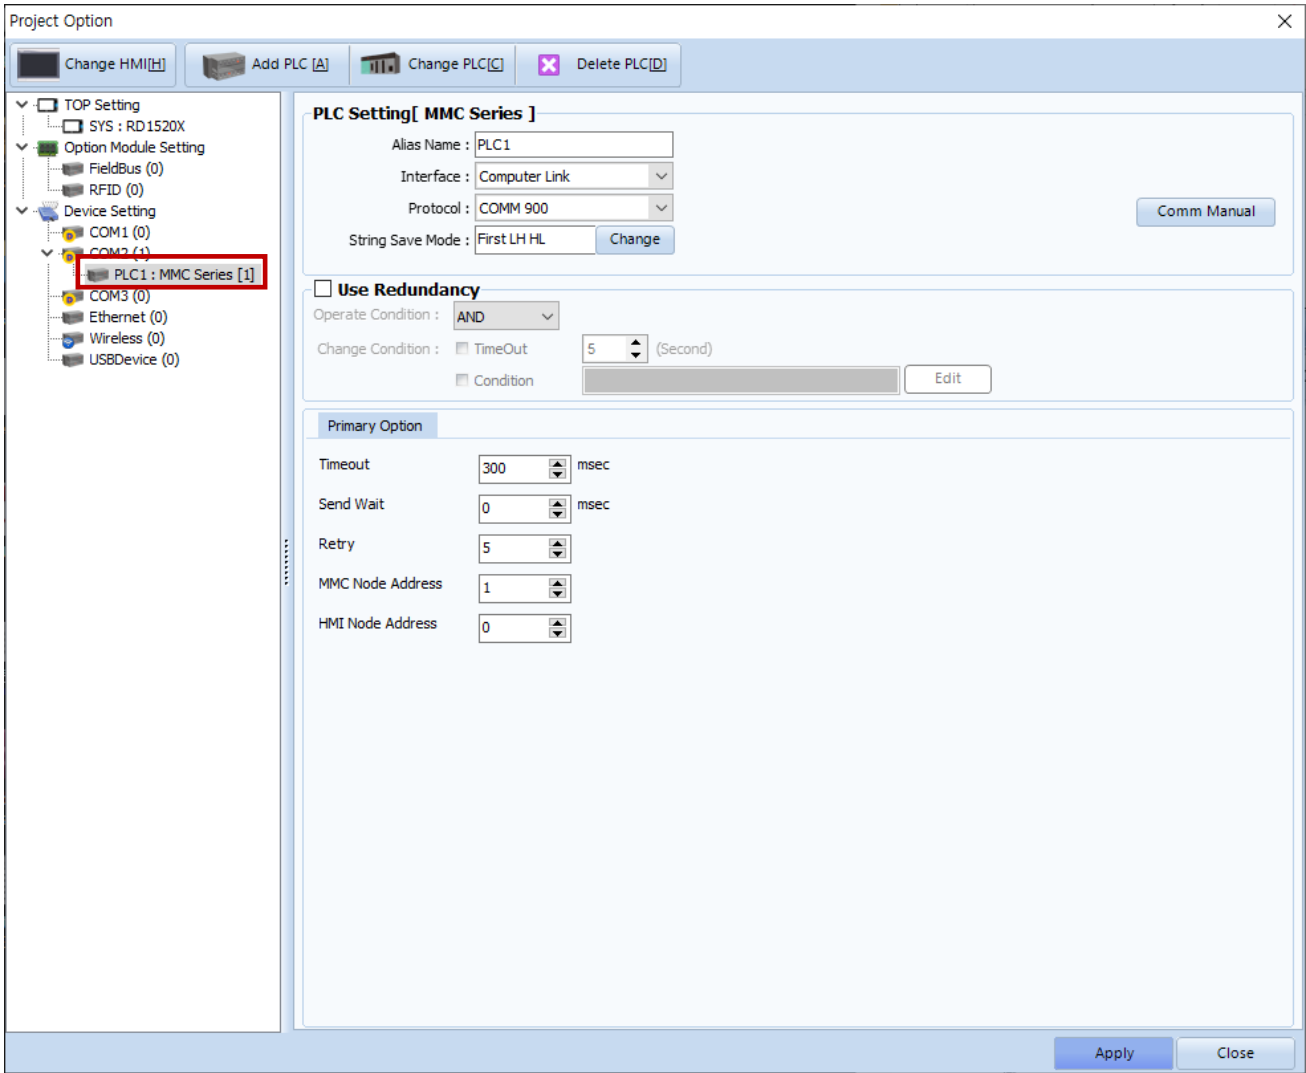 Project Option
Change HMI[H]
Add PLC [A]
Change PLC[C]
Delete PLC[D]
TOP Setting
SYS : RD1520X
Option Module Setting
FieldBus (0)
RFID (0)
Device Setting
COM1 (0)
COM2 (1)
PLC1 : MMC Series [1]
COM3 (0)
Ethernet (0)
Wireless (0)
USBDevice (0)
PLC Setting[ MMC Series ]
Alias Name : PLC1
Interface : Computer Link
Protocol : COMM 900
Comm Manual
String Save Mode : First LH HL Change
Use Redundancy
Operate Condition : AND
Change Condition : TimeOut 5 (Second)
Condition Edit
Primary Option
Timeout 300 msec
Send Wait 0 msec
Retry 5
MMC Node Address 1
HMI Node Address 0
Apply Close